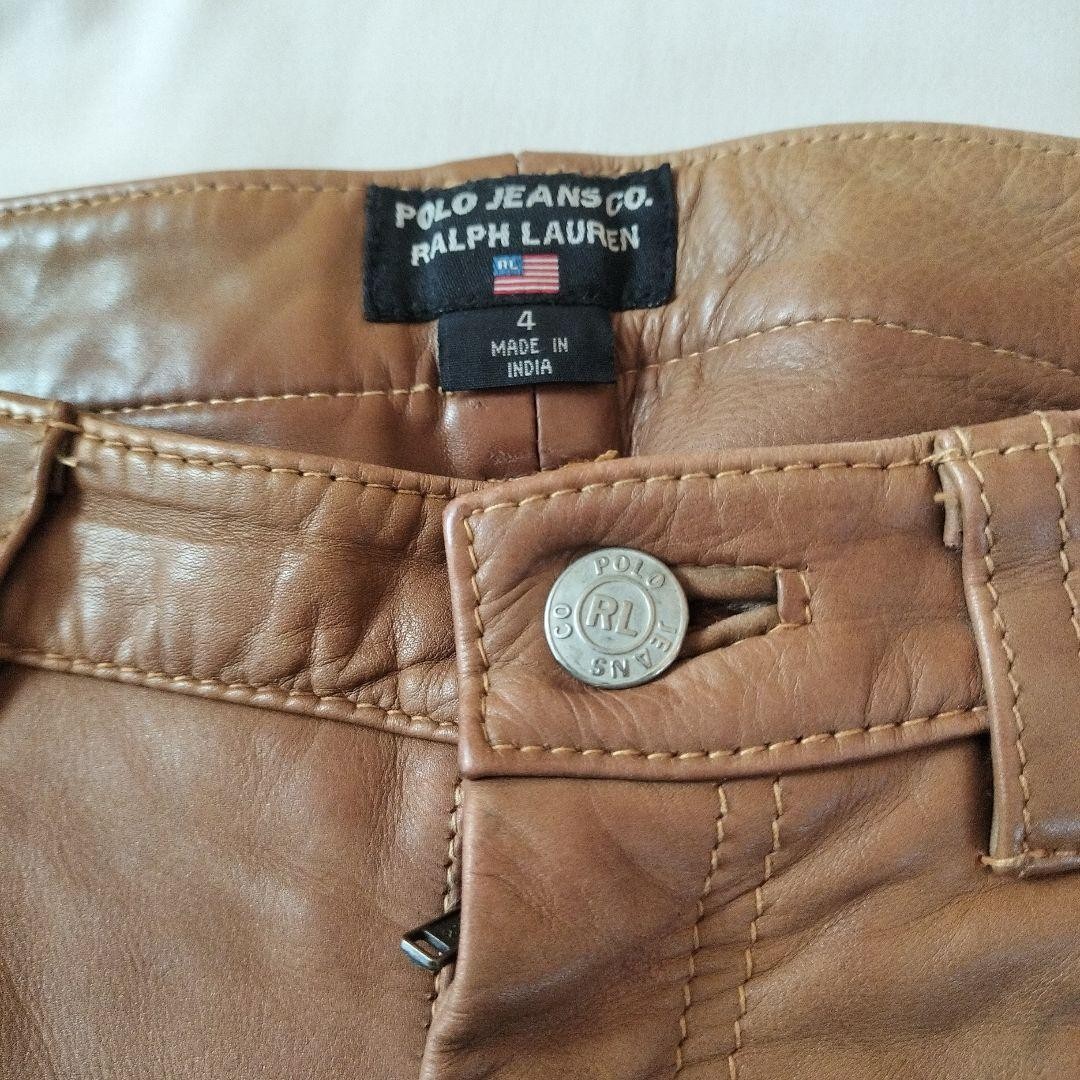 POLO JEANS CO.
RALPH LAUREN
RL
4
MADE IN
INDIA
POLO JEANS CO
RL